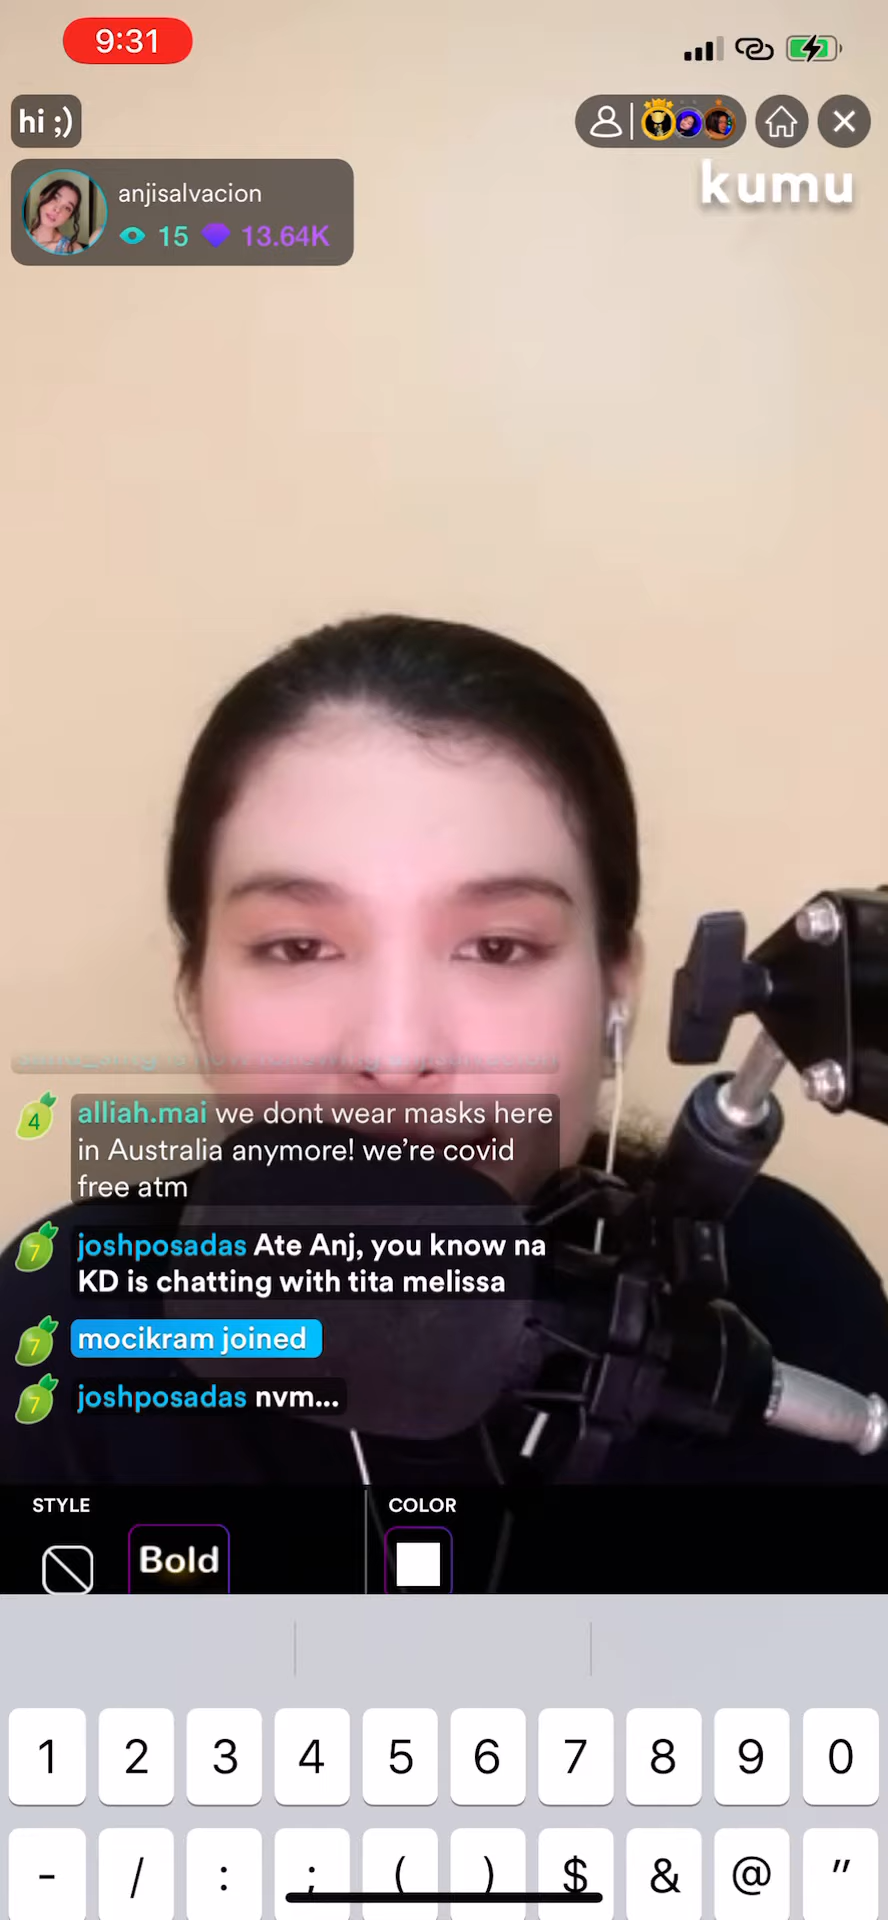 9:31
hi ;)
kumu
anjisalvacion
15 13.64K
4 alliah.mai we dont wear masks here
in Australia anymore! we're covid
free atm
7 joshposadas Ate Anj, you know na
KD is chatting with tita melissa
7 mocikram joined
7 joshposadas nvm...
STYLE COLOR
Bold
1 2 3 4 5 6 7 8 9 0
- / : ; ( ) $ & @ "